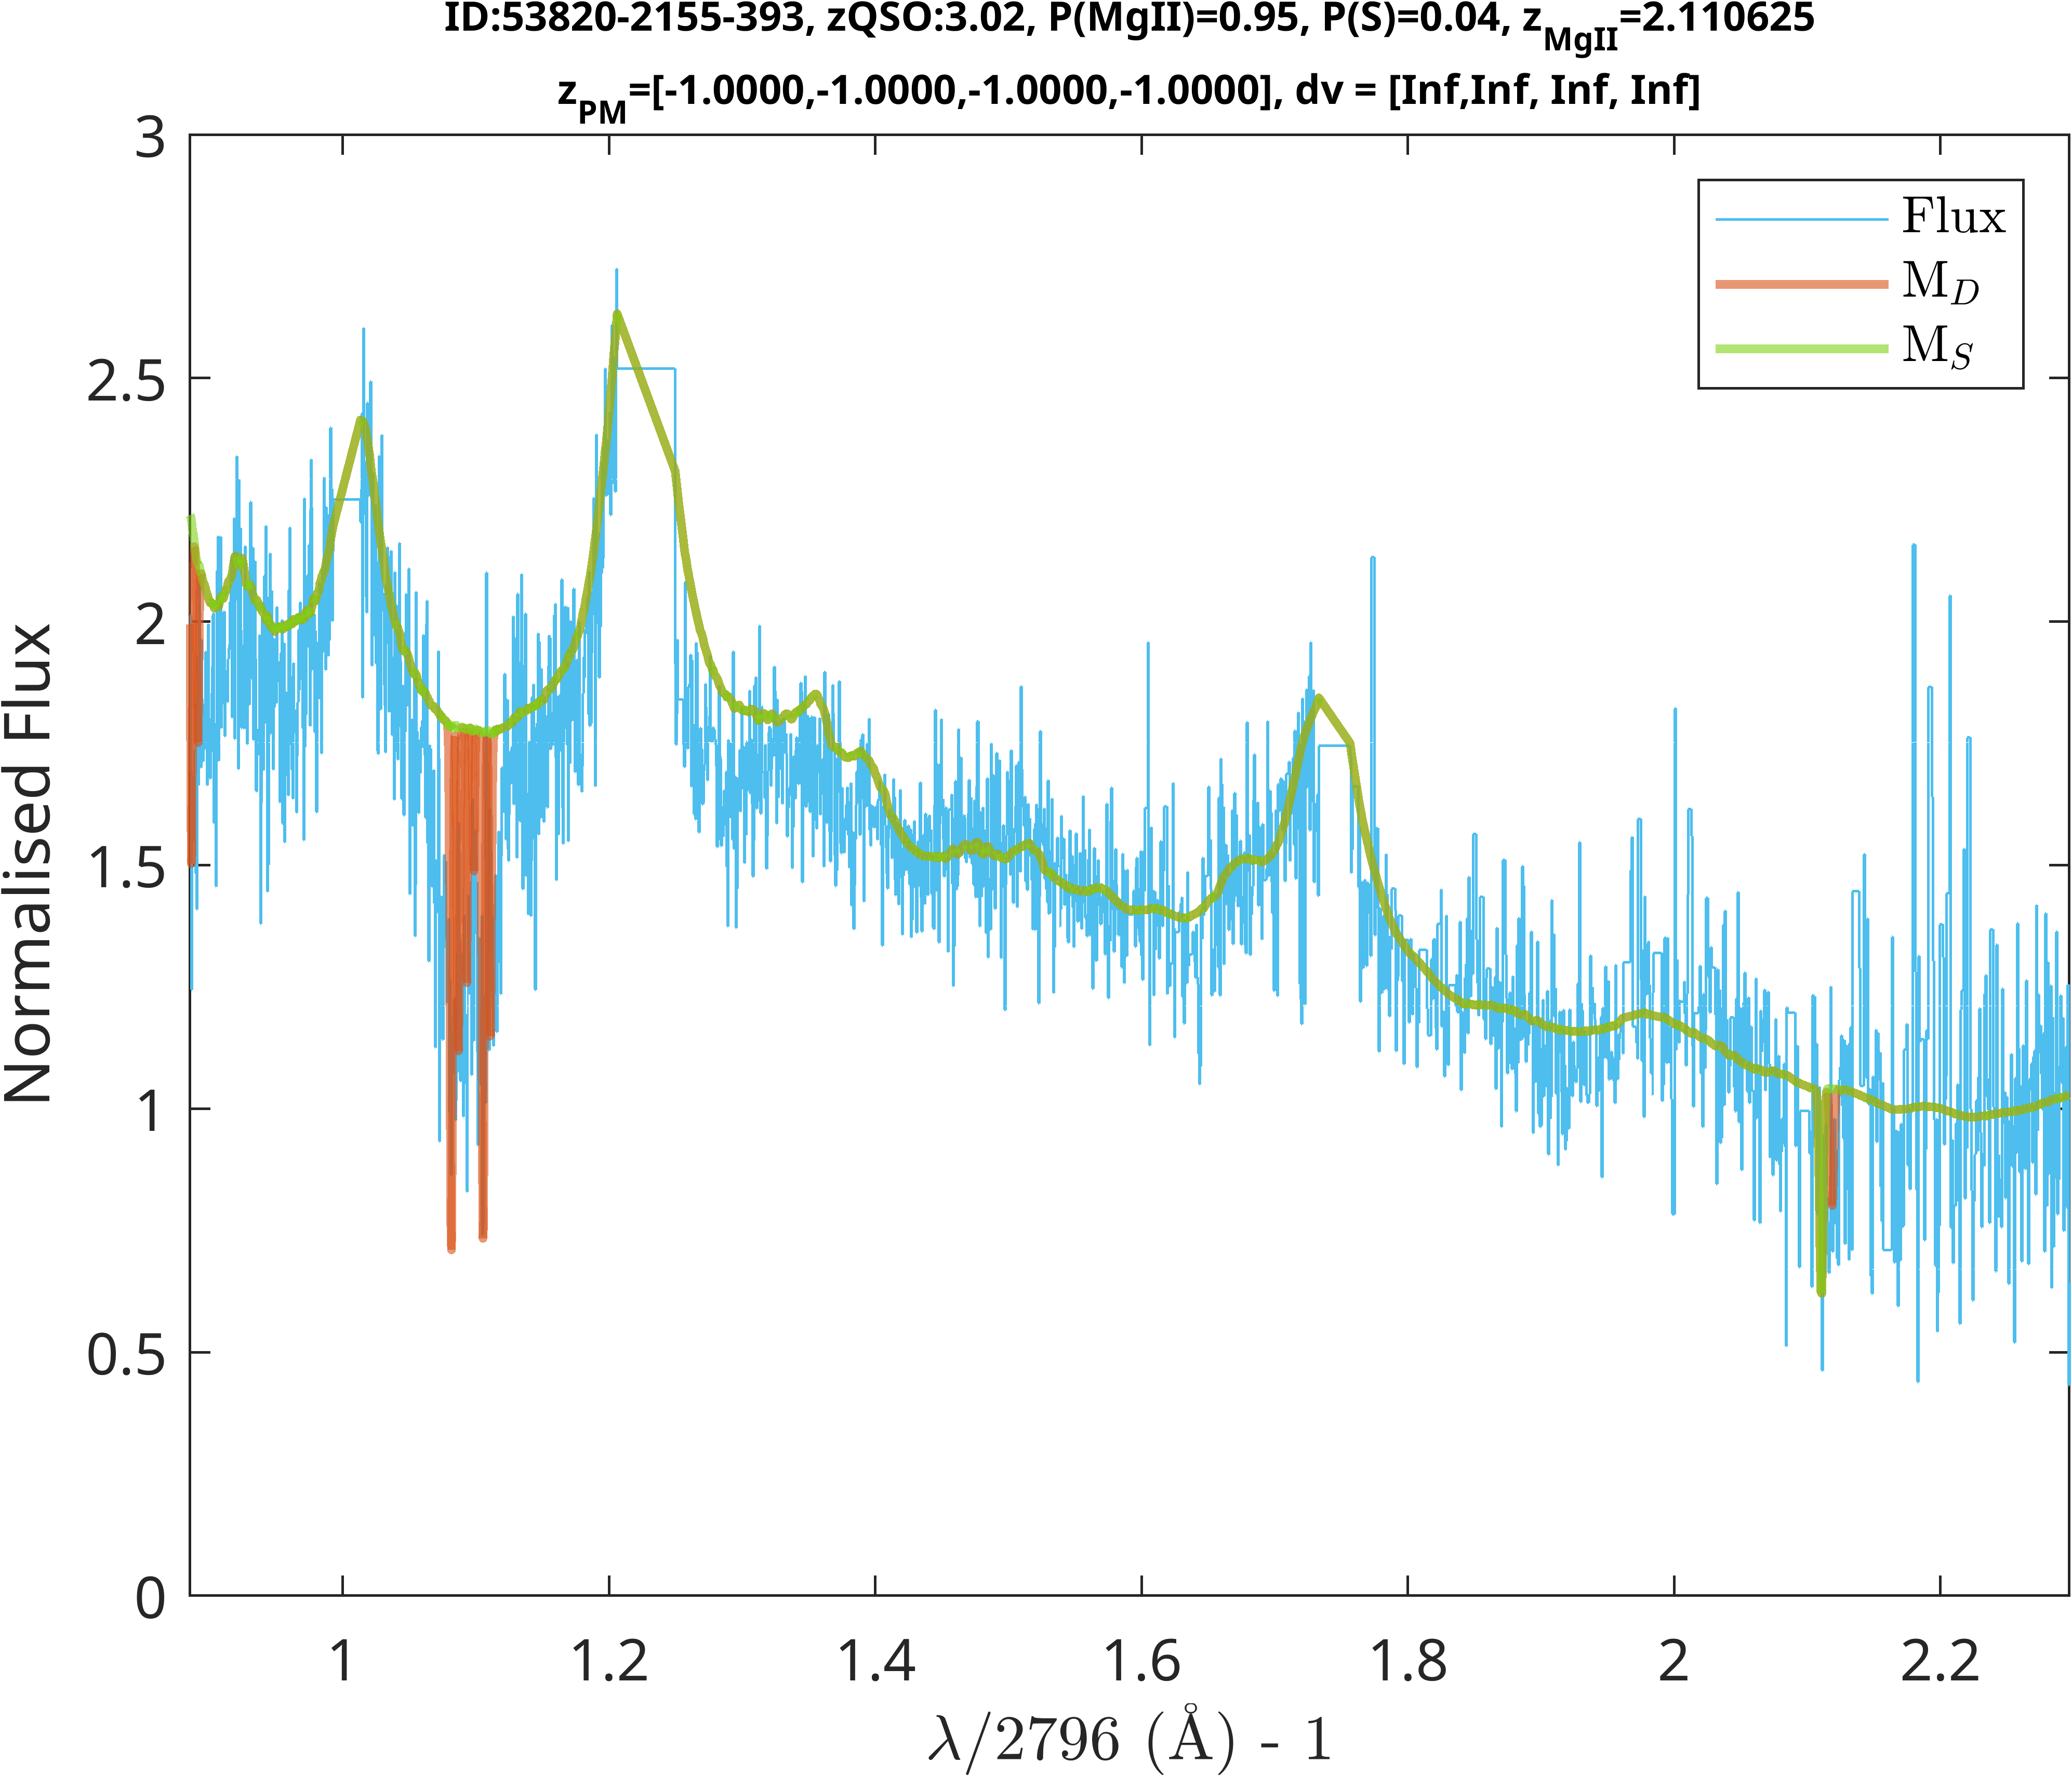 ID:53820-2155-393, zQSO:3.02, P(MgII)=0.95, P(S)=0.04, zMgII=2.110625
zPM=[-1.0000,-1.0000,-1.0000,-1.0000], dv = [Inf,Inf, Inf, Inf]
3
2.5
2
1.5
1
0.5
0
Normalised Flux
Flux
MD
MS
1
1.2
1.4
1.6
1.8
2
2.2
λ/2796 (Å) - 1